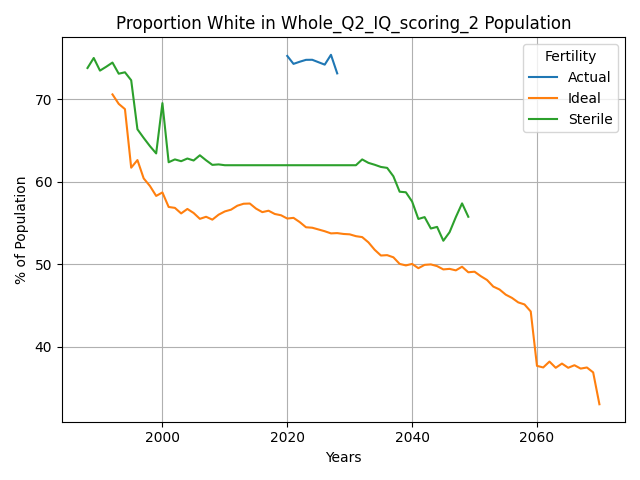 Proportion White in Whole_Q2_IQ_scoring_2 Population
Fertility
Actual
Ideal
Sterile
% of Population
70
60
50
40
2000
2020
2040
2060
Years